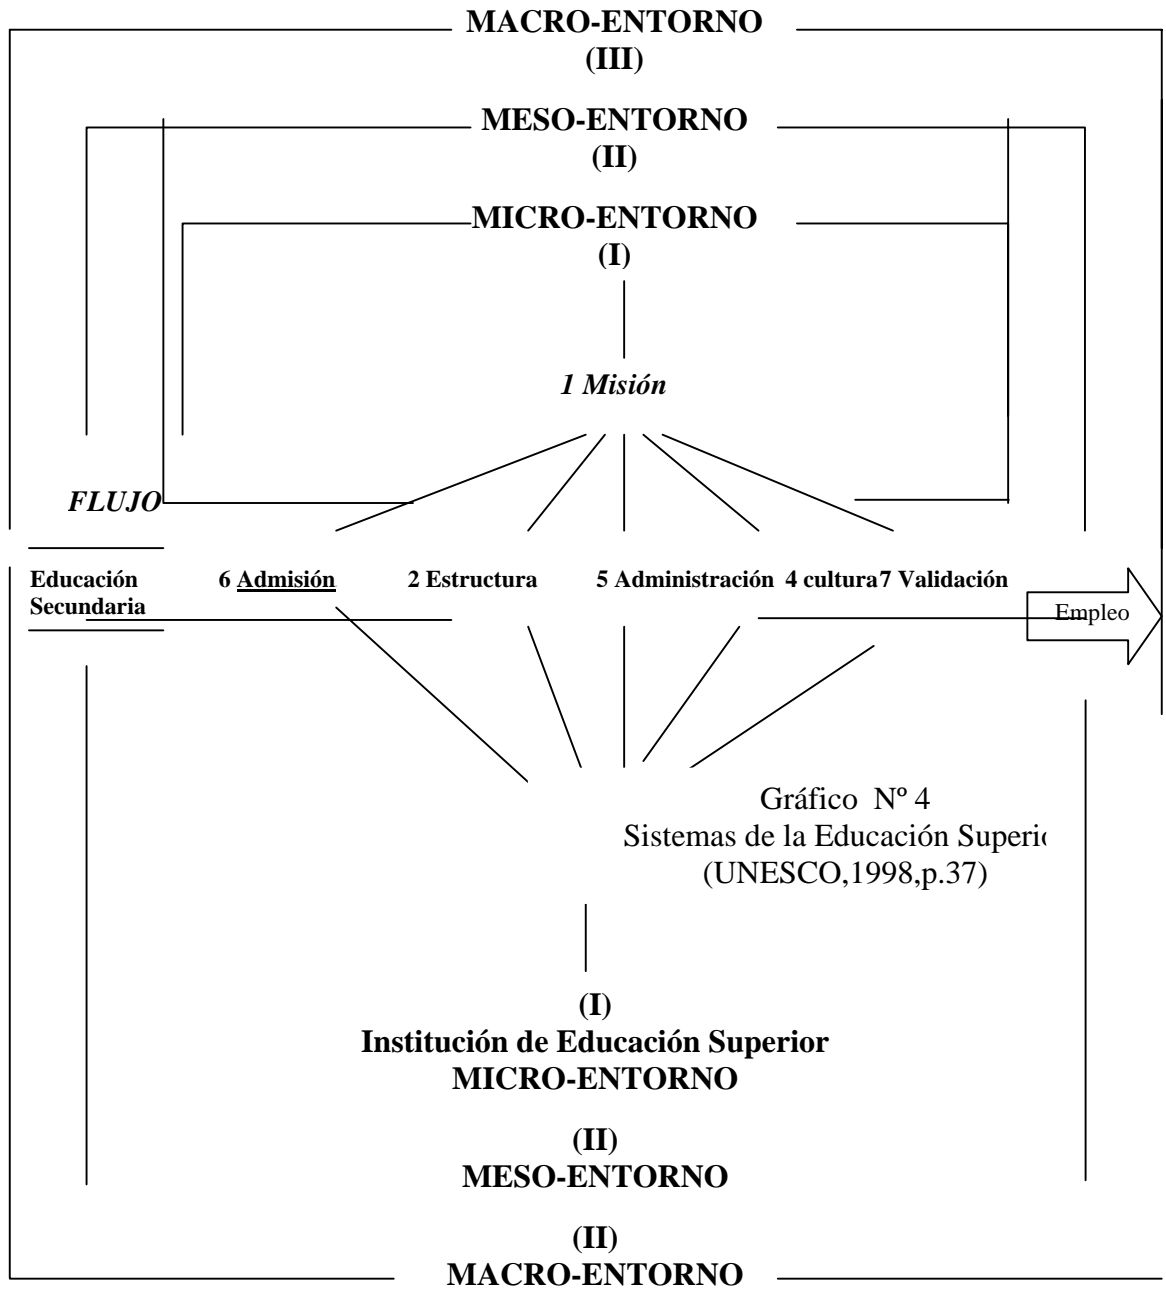 MACRO-ENTORNO
(III)
MESO-ENTORNO
(II)
MICRO-ENTORNO
(I)
1 Misión
FLUJO
Educación
Secundaria
6 Admisión
2 Estructura
5 Administración
4 cultura
7 Validación
Empleo
Gráfico Nº 4
Sistemas de la Educación Superi
(UNESCO,1998,p.37)
(I)
Institución de Educación Superior
MICRO-ENTORNO
(II)
MESO-ENTORNO
(II)
MACRO-ENTORNO